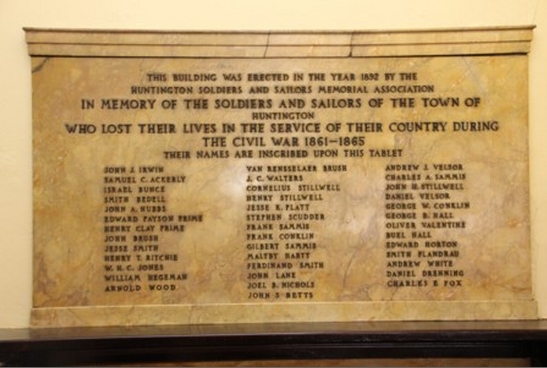 THIS BUILDING WAS ERECTED IN THE YEAR 1892 BY THE
HUNTINGTON SOLDIERS AND SAILORS MEMORIAL ASSOCIATION
IN MEMORY OF THE SOLDIERS AND SAILORS OF THE TOWN OF
HUNTINGTON
WHO LOST THEIR LIVES IN THE SERVICE OF THEIR COUNTRY DURING
THE CIVIL WAR 1861-1865
THEIR NAMES ARE INSCRIBED UPON THIS TABLET
JOHN J. IRWIN
SAMUEL C. ACKERLY
ISRAEL BUNCE
SMITH BEDELL
JOHN A. HUBBS
EDWARD PAYSON PRIME
HENRY CLAY PRIME
JOHN BRUSH
JESSE SMITH
HENRY T. RITCHIE
W. H. C. JONES
WILLIAM HEGEMAN
ARNOLD WOOD
VAN RENSSELAER BRUSH
J. C. WALTERS
CORNELIUS STILLWELL
HENRY STILLWELL
JESSE K. PLATT
STEPHEN SCUDDER
FRANK SAMMIS
FRANK CONKLIN
GILBERT SAMMIS
MALTBY HARTT
FERDINAND SMITH
JOHN LANE
JOEL B. NICHOLS
JOHN S BETTS
ANDREW J. VELSOR
CHARLES A. SAMMIS
JOHN H. STILLWELL
DANIEL VELSOR
GEORGE W. CONKLIN
GEORGE B. HALL
OLIVER VALENTINE
BUEL HALL
EDWARD HORTON
SMITH FLANDRAU
ANDREW WHITE
DANIEL DRENNING
CHARLES E FOX